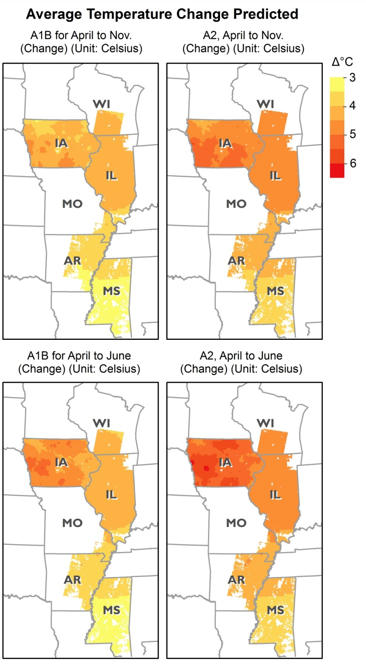 Average Temperature Change Predicted
A1B for April to Nov.
(Change) (Unit: Celsius)
A2, April to Nov.
(Change) (Unit: Celsius)
Δ°C
3
4
5
6
WI
IA
IL
MO
AR
MS
WI
IA
IL
MO
AR
MS
A1B for April to June
(Change) (Unit: Celsius)
A2, April to June
(Change) (Unit: Celsius)
WI
IA
IL
MO
AR
MS
WI
IA
IL
MO
AR
MS